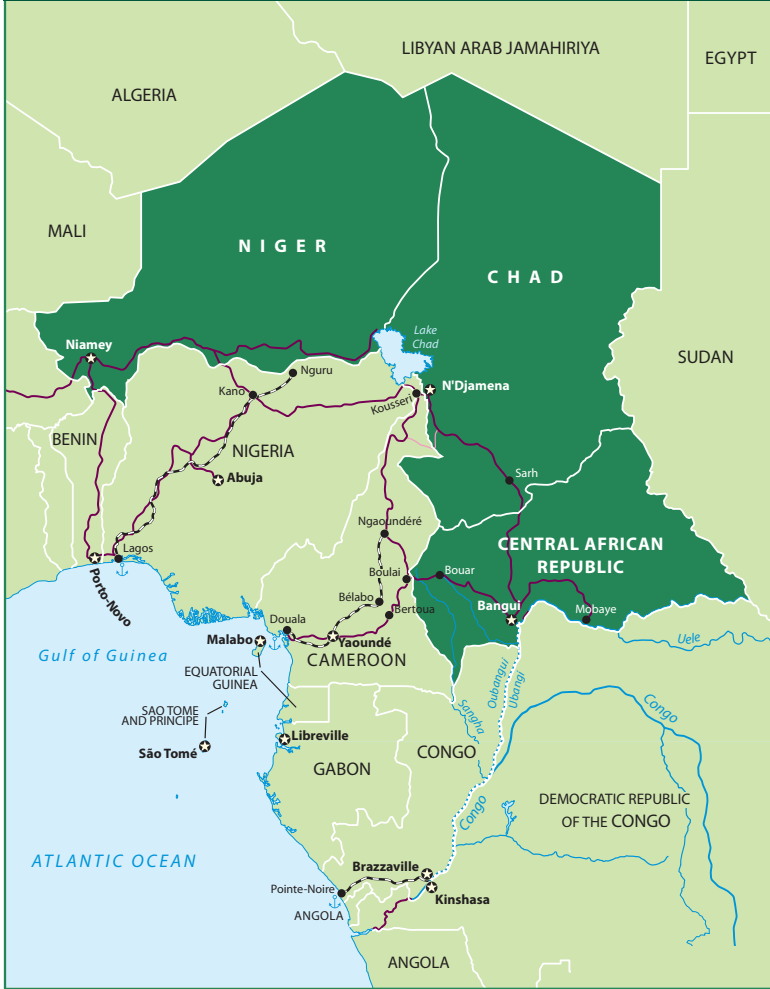 LIBYAN ARAB JAMAHIRIYA
EGYPT
ALGERIA
MALI
NIGER
CHAD
Lake
Chad
Niamey
SUDAN
Nguru
N'Djamena
Kano
Kousseri
BENIN
NIGERIA
Abuja
Sarh
Ngaoundéré
Lagos
CENTRAL AFRICAN
REPUBLIC
Boulai
Bouar
Porto-Novo
Bélabo
Bertoua
Bangui
Mobaye
Douala
Malabo
Yaoundé
Uele
Gulf of Guinea
CAMEROON
EQUATORIAL
GUINEA
Oubangui
Ubangi
Sangha
Congo
SAO TOME
AND PRINCIPE
São Tomé
Libreville
CONGO
GABON
Congo
DEMOCRATIC REPUBLIC
OF THE CONGO
ATLANTIC OCEAN
Brazzaville
Pointe-Noire
Kinshasa
ANGOLA
ANGOLA